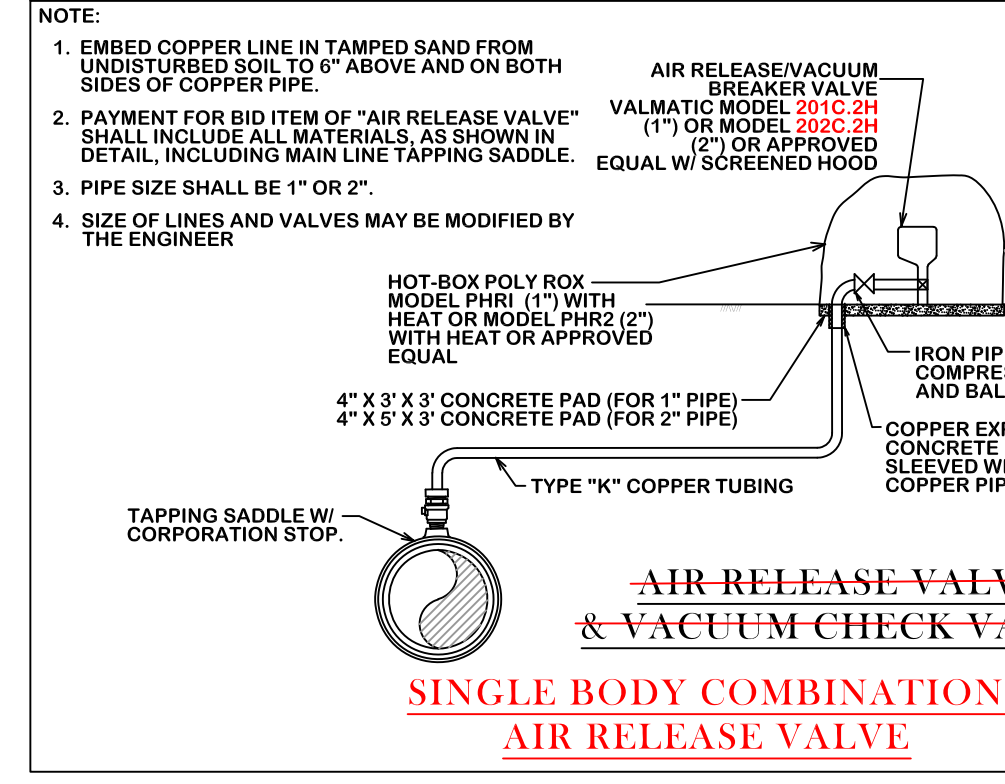 NOTE:
1. EMBED COPPER LINE IN TAMPED SAND FROM
UNDISTURBED SOIL TO 6" ABOVE AND ON BOTH
SIDES OF COPPER PIPE.
2. PAYMENT FOR BID ITEM OF "AIR RELEASE VALVE"
SHALL INCLUDE ALL MATERIALS, AS SHOWN IN
DETAIL, INCLUDING MAIN LINE TAPPING SADDLE.
3. PIPE SIZE SHALL BE 1" OR 2".
4. SIZE OF LINES AND VALVES MAY BE MODIFIED BY
THE ENGINEER
AIR RELEASE/VACUUM
BREAKER VALVE
VALMATIC MODEL 201C.2H
(1") OR MODEL 202C.2H
(2") OR APPROVED
EQUAL W/ SCREENED HOOD
HOT-BOX POLY ROX
MODEL PHRI (1") WITH
HEAT OR MODEL PHR2 (2")
WITH HEAT OR APPROVED
EQUAL
4" X 3' X 3' CONCRETE PAD (FOR 1" PIPE)
4" X 5' X 3' CONCRETE PAD (FOR 2" PIPE)
IRON PIP
COMPRES
AND BAL
COPPER EXP
CONCRETE
SLEEVED WI
COPPER PIP
TYPE "K" COPPER TUBING
TAPPING SADDLE W/
CORPORATION STOP.
AIR RELEASE VALV
& VACUUM CHECK VA
SINGLE BODY COMBINATION
AIR RELEASE VALVE